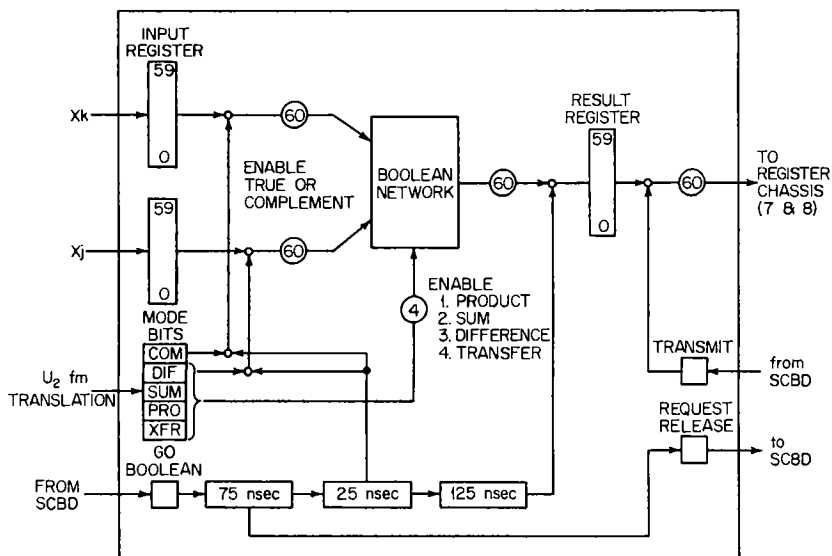 INPUT
REGISTER
59
0
Xk
60
ENABLE
TRUE OR
COMPLEMENT
BOOLEAN
NETWORK
60
RESULT
REGISTER
59
0
60
TO
REGISTER
CHASSIS
(7 & 8)
59
0
Xj
60
4
ENABLE
1. PRODUCT
2. SUM
3. DIFFERENCE
4. TRANSFER
MODE
BITS
COM
DIF
SUM
PRO
XFR
U2 fm
TRANSLATION
TRANSMIT
from
SCBD
REQUEST
RELEASE
to
SCBD
GO
BOOLEAN
FROM
SCBD
75 nsec
25 nsec
125 nsec